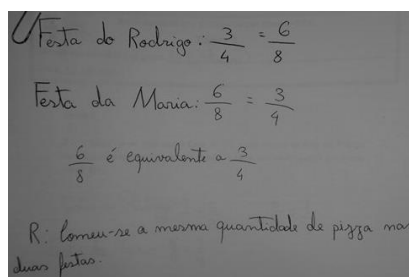 Festa do Rodrigo: 3/4 = 6/8
Festa da Maria: 6/8 = 3/4
6/8 é equivalente a 3/4
R: Comeu-se a mesma quantidade de pizza nas
duas festas.